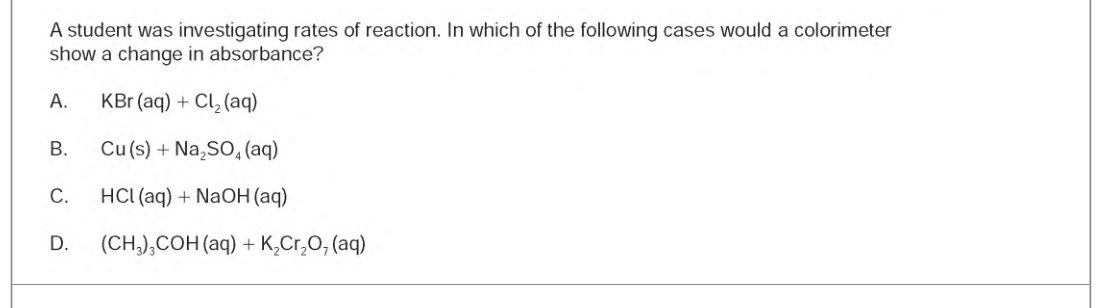 A student was investigating rates of reaction. In which of the following cases would a colorimeter
show a change in absorbance?
A. KBr (aq) + Cl₂ (aq)
B. Cu (s) + Na₂SO₄ (aq)
C. HCl (aq) + NaOH (aq)
D. (CH₃)₃COH (aq) + K₂Cr₂O₇ (aq)